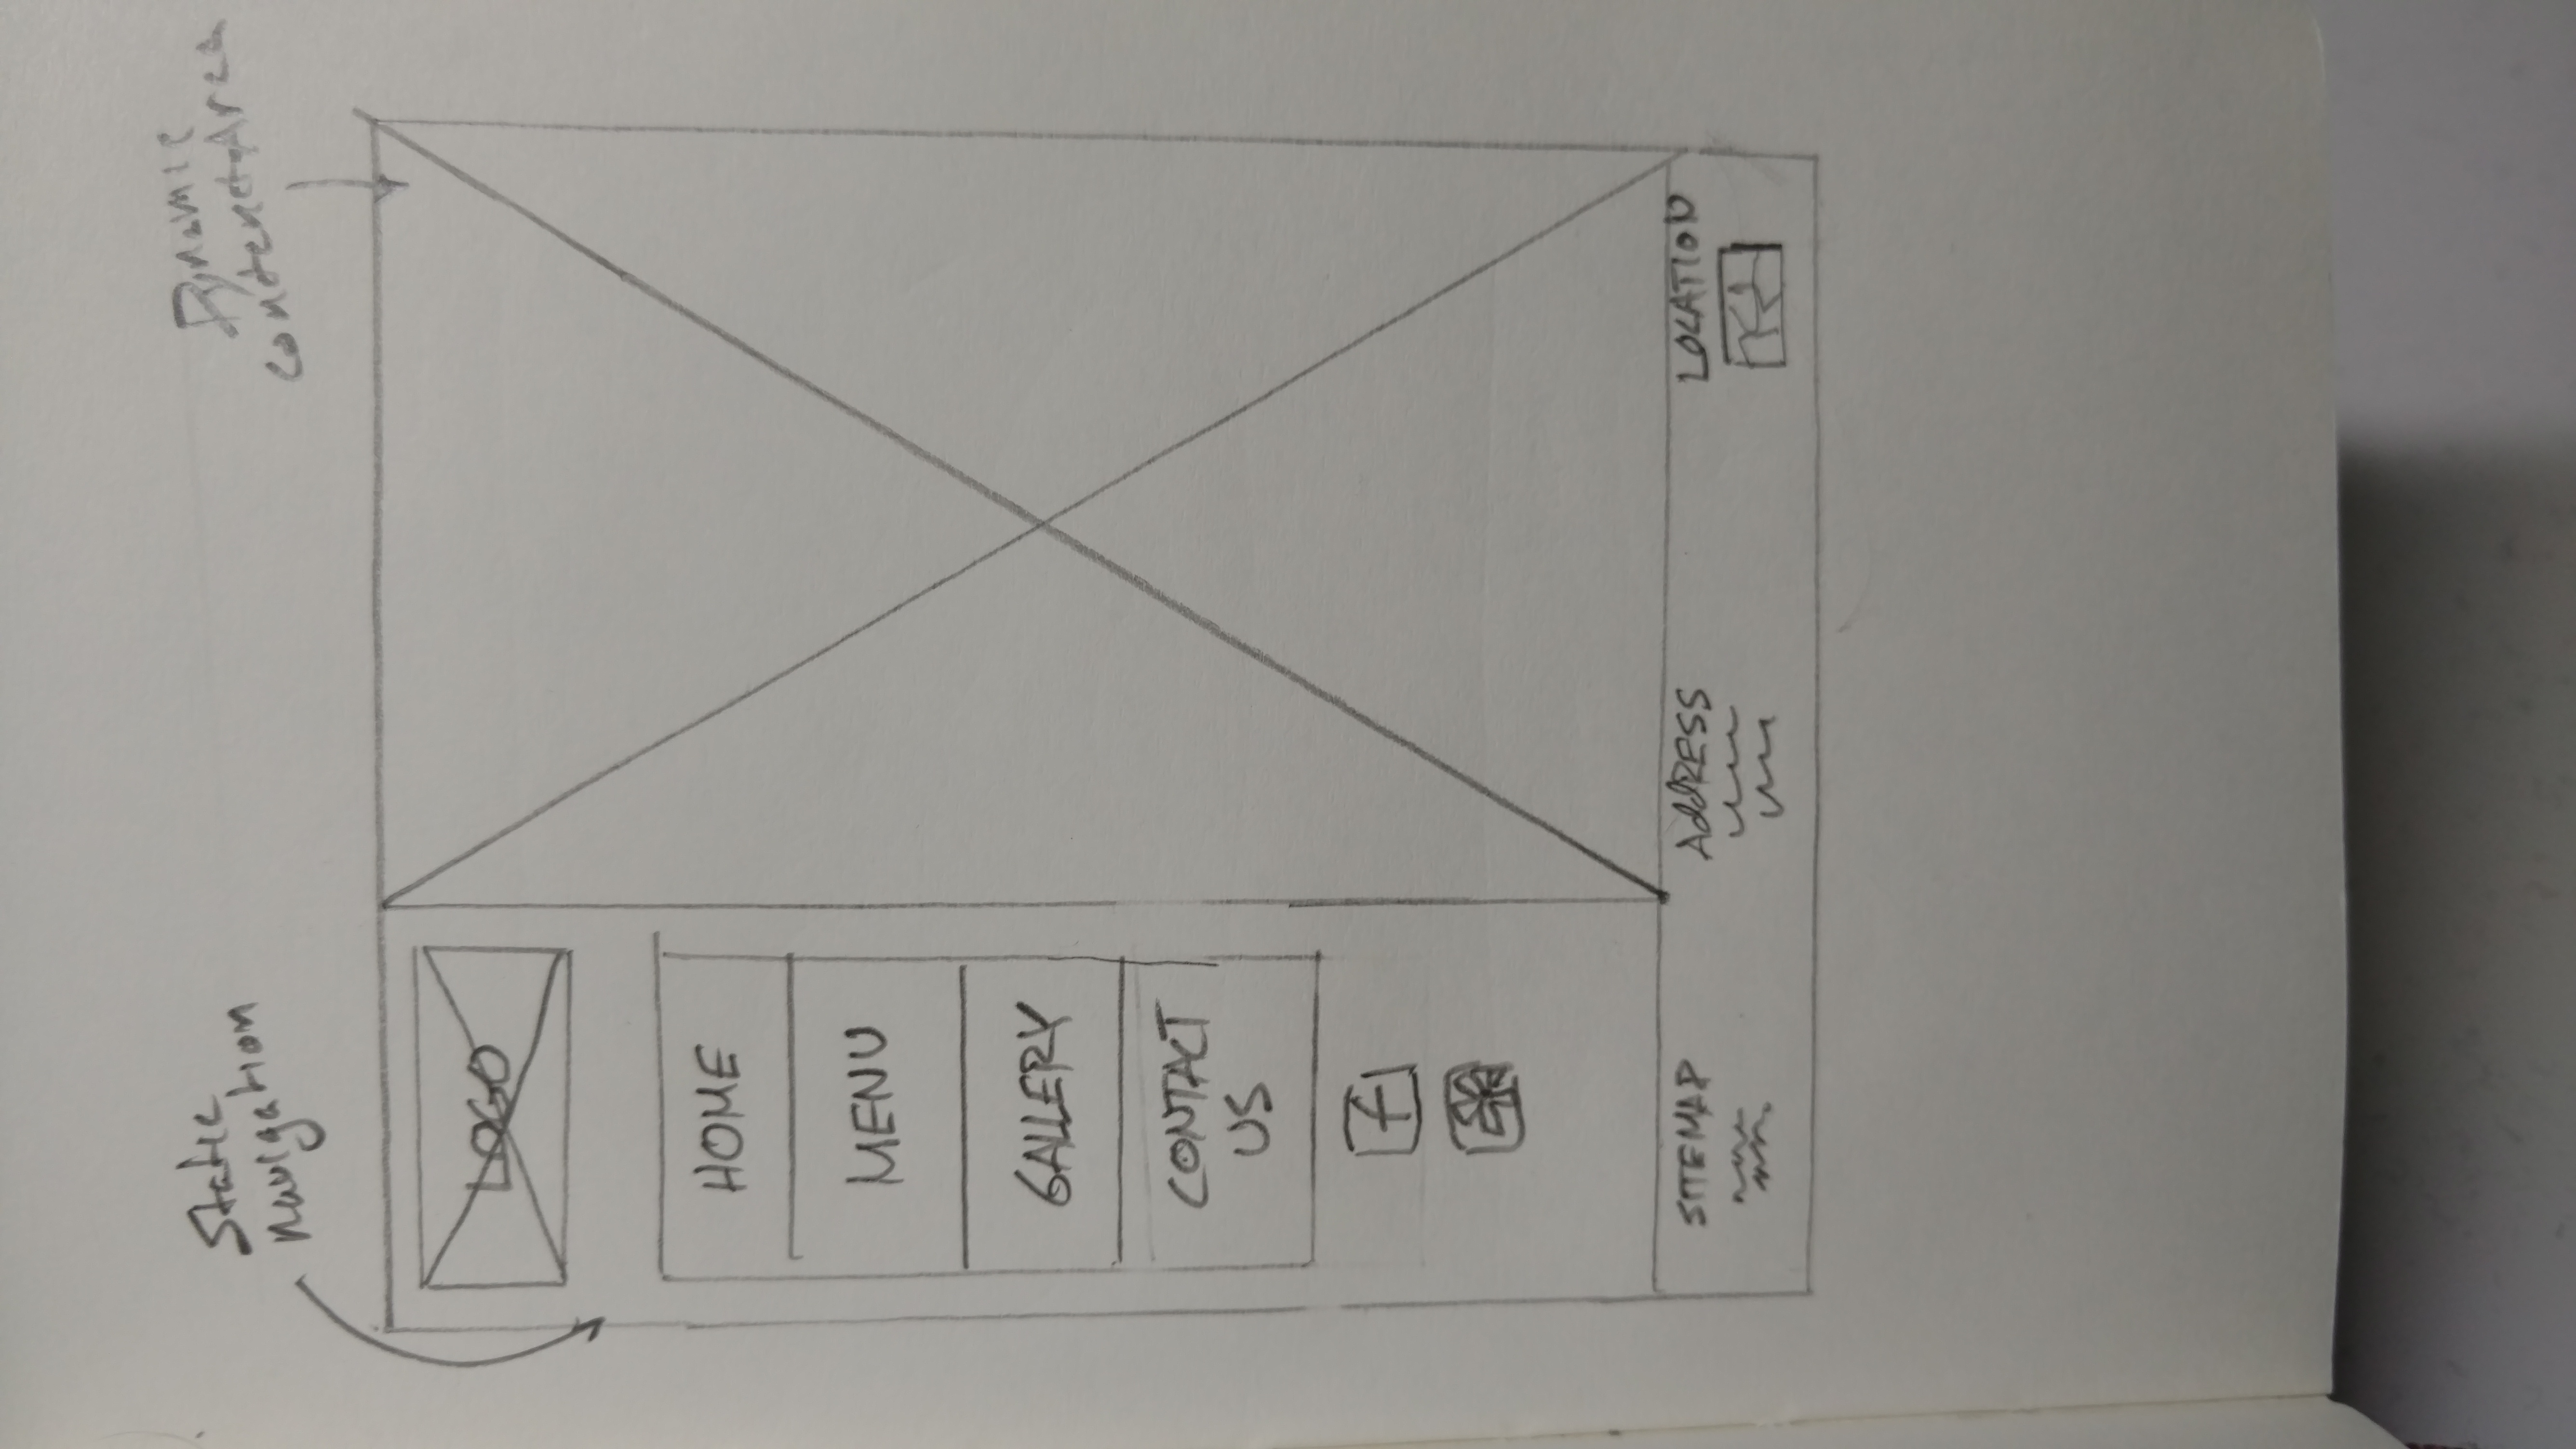 Static
Navigation
Dynamic
content Area
LOGO
HOME
MENU
GALLERY
CONTACT
US
f
SITEMAP
AddRESS
LOCATION